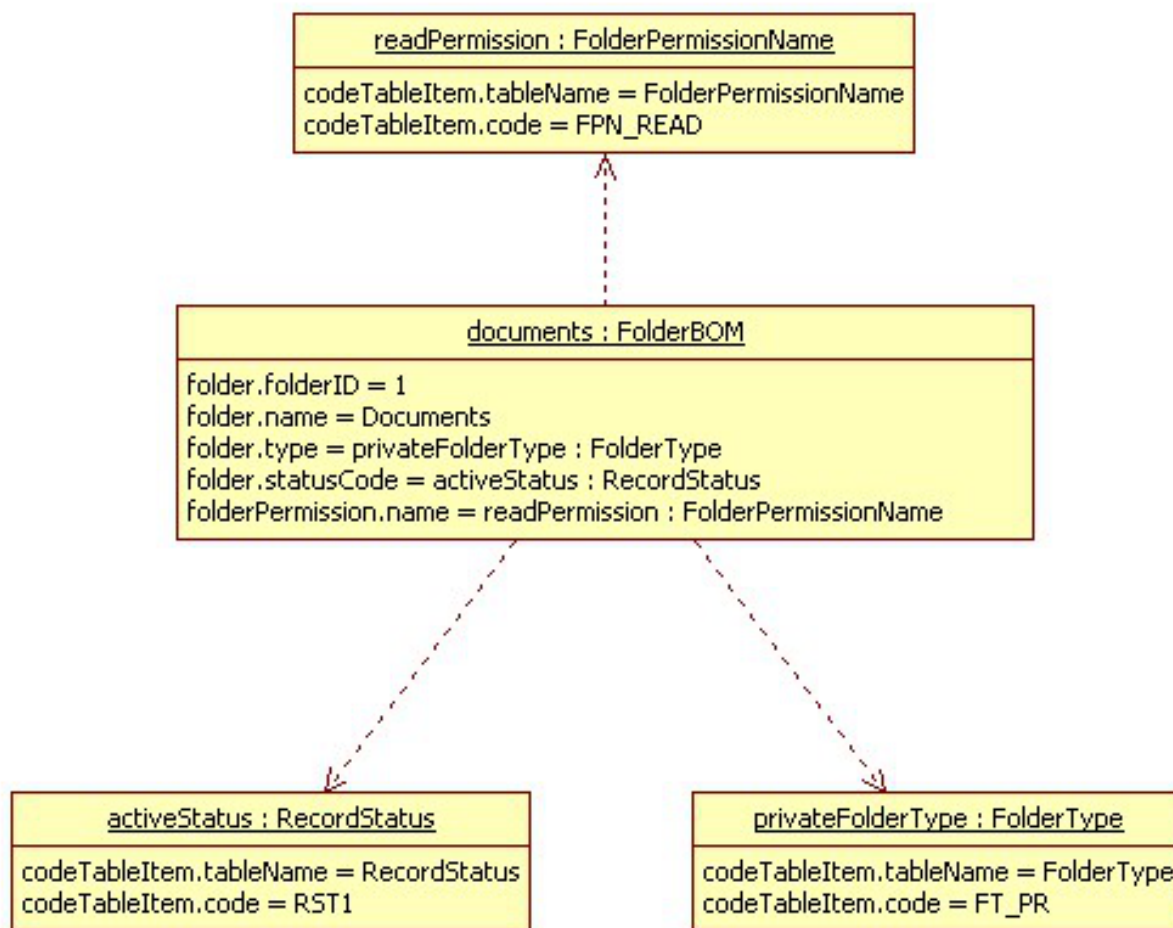 readPermission : FolderPermissionName
codeTableItem.tableName = FolderPermissionName
codeTableItem.code = FPN_READ
documents : FolderBOM
folder.folderID = 1
folder.name = Documents
folder.type = privateFolderType : FolderType
folder.statusCode = activeStatus : RecordStatus
folderPermission.name = readPermission : FolderPermissionName
activeStatus : RecordStatus
codeTableItem.tableName = RecordStatus
codeTableItem.code = RST1
privateFolderType : FolderType
codeTableItem.tableName = FolderType
codeTableItem.code = FT_PR